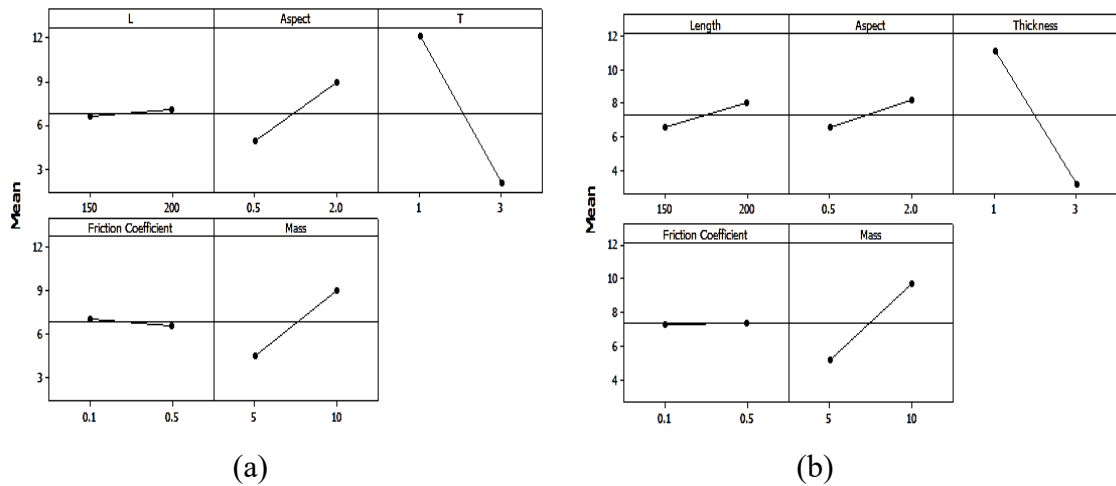 L Aspect T
12
9
6
3
150 200 0.5 2.0 1 3
Friction Coefficient Mass
12
9
6
3
0.1 0.5 5 10
Mean
(a)
Length Aspect Thickness
12
10
8
6
4
150 200 0.5 2.0 1 3
Friction Coefficient Mass
12
10
8
6
4
0.1 0.5 5 10
Mean
(b)